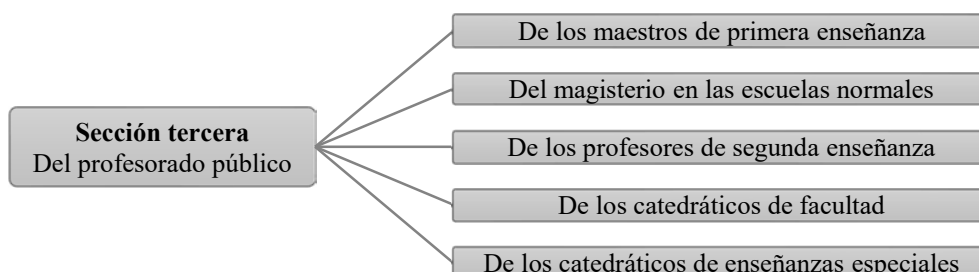 Sección tercera
Del profesorado público
De los maestros de primera enseñanza
Del magisterio en las escuelas normales
De los profesores de segunda enseñanza
De los catedráticos de facultad
De los catedráticos de enseñanzas especiales